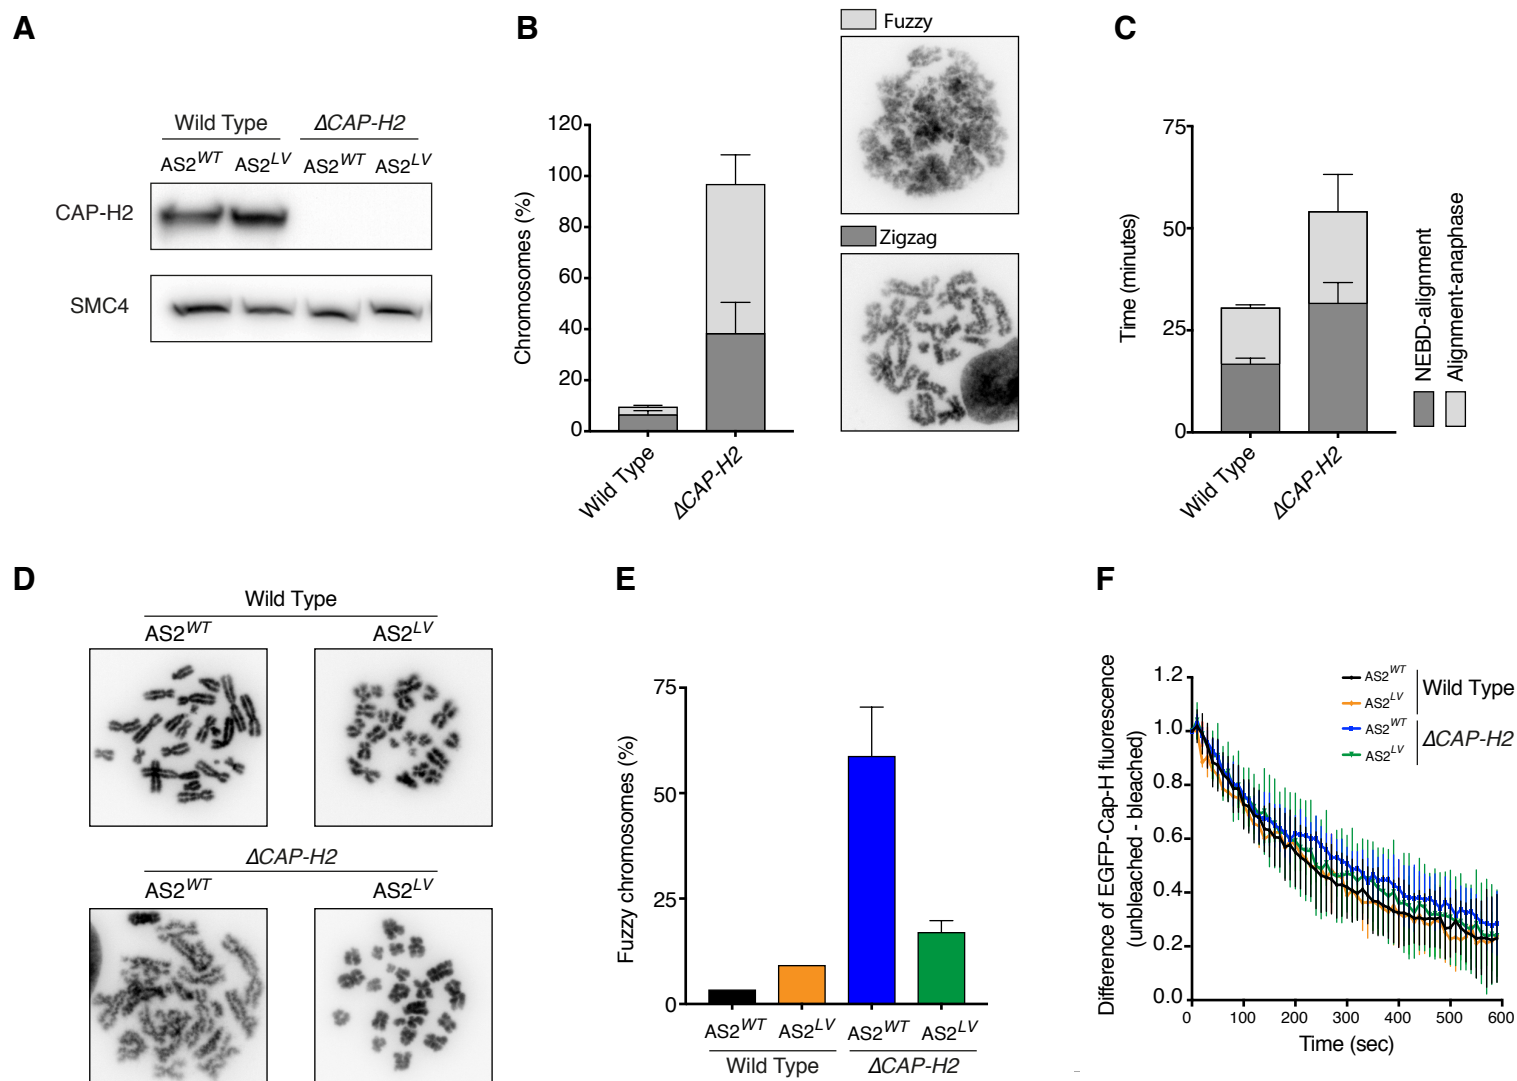 A
Wild Type
ΔCAP-H2
AS2WT AS2LV AS2WT AS2LV
CAP-H2
SMC4
B
Fuzzy
Zigzag
Chromosomes (%)
120
100
80
60
40
20
0
Wild Type
ΔCAP-H2
C
Time (minutes)
75
50
25
0
Wild Type
ΔCAP-H2
NEBD-alignment
Alignment-anaphase
D
Wild Type
AS2WT AS2LV
ΔCAP-H2
AS2WT AS2LV
E
Fuzzy chromosomes (%)
75
50
25
0
AS2WT AS2LV AS2WT AS2LV
Wild Type ΔCAP-H2
F
Difference of EGFP-Cap-H fluorescence
(unbleached - bleached)
1.2
1.0
0.8
0.6
0.4
0.2
0.0
AS2WT
AS2LV
Wild Type
AS2WT
AS2LV
ΔCAP-H2
0 100 200 300 400 500 600
Time (sec)